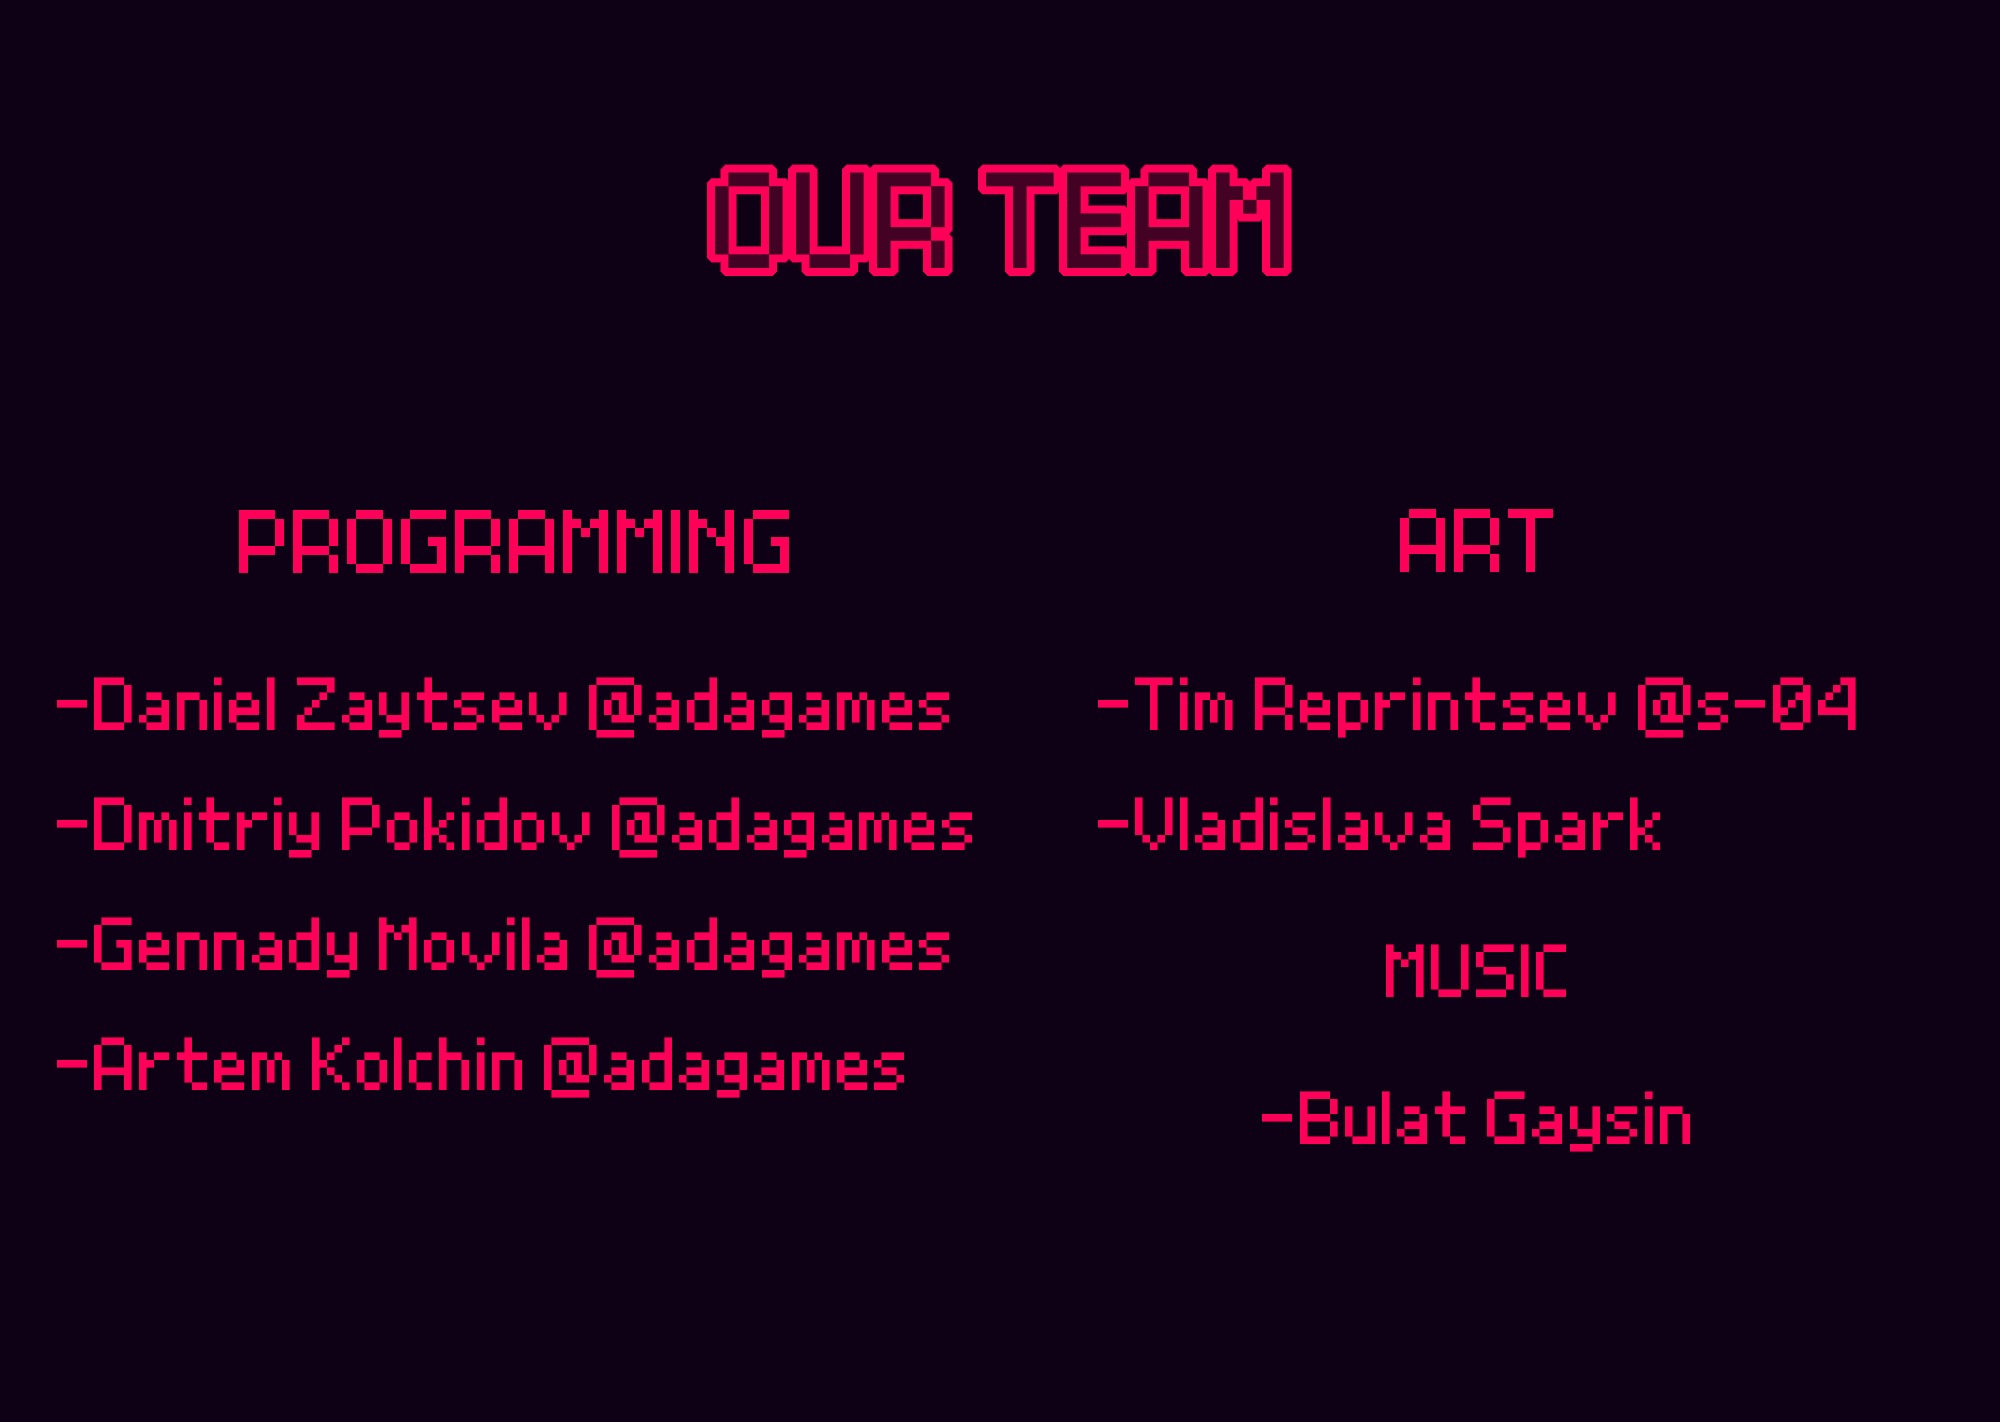 OUR TEAM
PROGRAMMING
-Daniel Zaytsev @adagames
-Dmitriy Pokidov @adagames
-Gennady Movila @adagames
-Artem Kolchin @adagames
ART
-Tim Reprintsev @s-04
-Vladislava Spark
MUSIC
-Bulat Gaysin